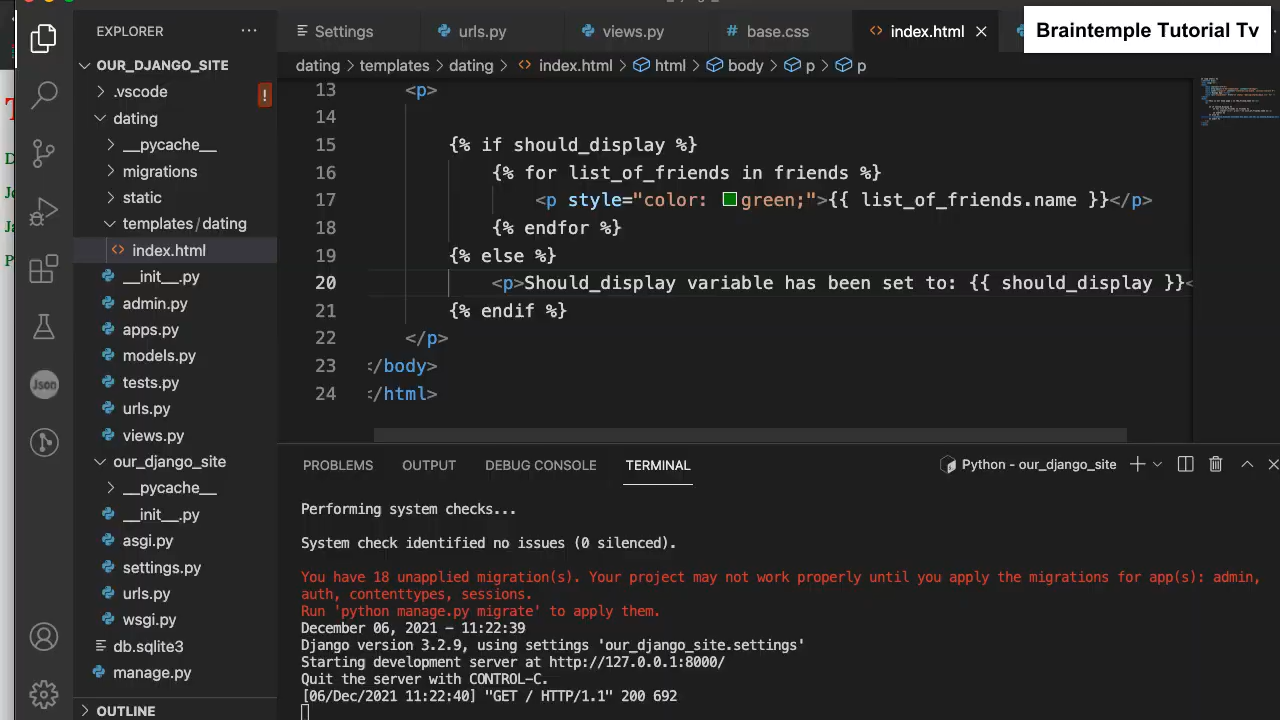 Braintemple Tutorial Tv
EXPLORER
Settings
urls.py
views.py
base.css
index.html
OUR_DJANGO_SITE
dating > templates > dating > index.html > html > body > p > p
.vscode
!
dating
__pycache__
migrations
static
templates/dating
index.html
__init__.py
admin.py
apps.py
models.py
tests.py
urls.py
views.py
our_django_site
__pycache__
__init__.py
asgi.py
settings.py
urls.py
wsgi.py
db.sqlite3
manage.py
OUTLINE
Json
13 <p>
14
15 {% if should_display %}
16 {% for list_of_friends in friends %}
17 <p style="color: green;">{{ list_of_friends.name }}</p>
18 {% endfor %}
19 {% else %}
20 <p>Should_display variable has been set to: {{ should_display }}<
21 {% endif %}
22 </p>
23 </body>
24 </html>
PROBLEMS OUTPUT DEBUG CONSOLE TERMINAL
Python - our_django_site
Performing system checks...
System check identified no issues (0 silenced).
You have 18 unapplied migration(s). Your project may not work properly until you apply the migrations for app(s): admin,
auth, contenttypes, sessions.
Run 'python manage.py migrate' to apply them.
December 06, 2021 - 11:22:39
Django version 3.2.9, using settings 'our_django_site.settings'
Starting development server at http://127.0.0.1:8000/
Quit the server with CONTROL-C.
[06/Dec/2021 11:22:40] "GET / HTTP/1.1" 200 692